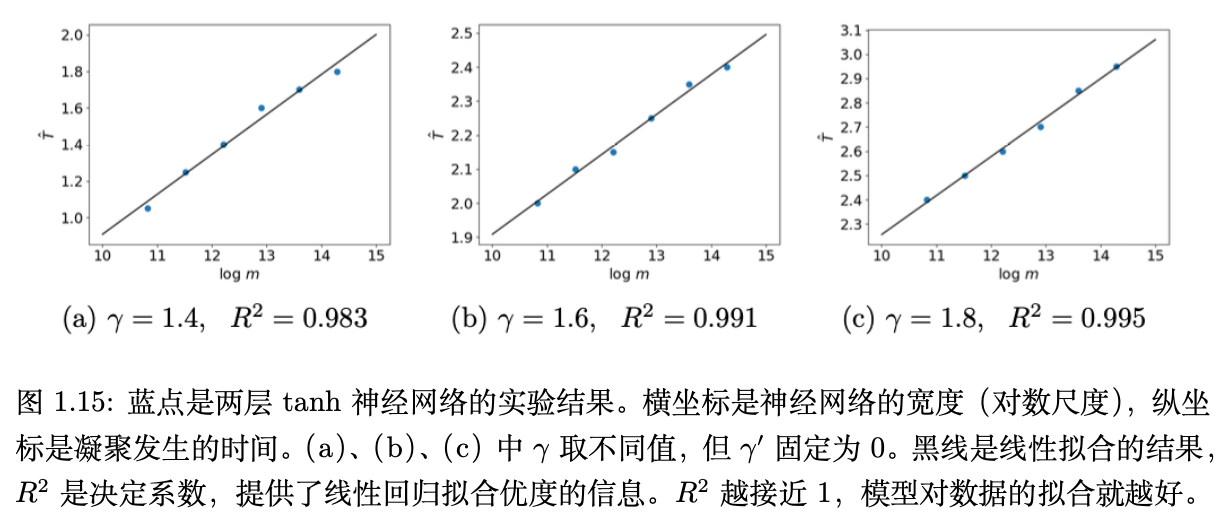 2.0
1.8
1.6
1.4
1.2
1.0
T̂
10 11 12 13 14 15
log m
(a) γ = 1.4, R² = 0.983
2.5
2.4
2.3
2.2
2.1
2.0
1.9
T̂
10 11 12 13 14 15
log m
(b) γ = 1.6, R² = 0.991
3.1
3.0
2.9
2.8
2.7
2.6
2.5
2.4
2.3
T̂
10 11 12 13 14 15
log m
(c) γ = 1.8, R² = 0.995
图 1.15: 蓝点是两层 tanh 神经网络的实验结果。横坐标是神经网络的宽度（对数尺度），纵坐
标是凝聚发生的时间。(a)、(b)、(c) 中 γ 取不同值，但 γ′ 固定为 0。黑线是线性拟合的结果，
R² 是决定系数，提供了线性回归拟合优度的信息。R² 越接近 1，模型对数据的拟合就越好。